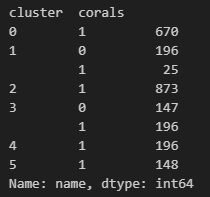 cluster  corals
0        1         670
1        0         196
         1          25
2        1         873
3        0         147
         1         196
4        1         196
5        1         148
Name: name, dtype: int64